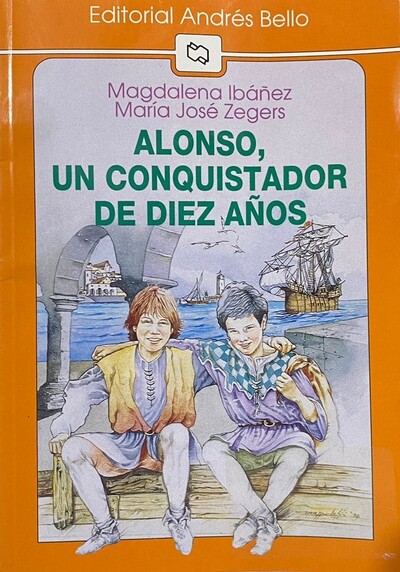 Editorial Andrés Bello
Magdalena Ibáñez
María José Zegers
ALONSO,
UN CONQUISTADOR
DE DIEZ AÑOS